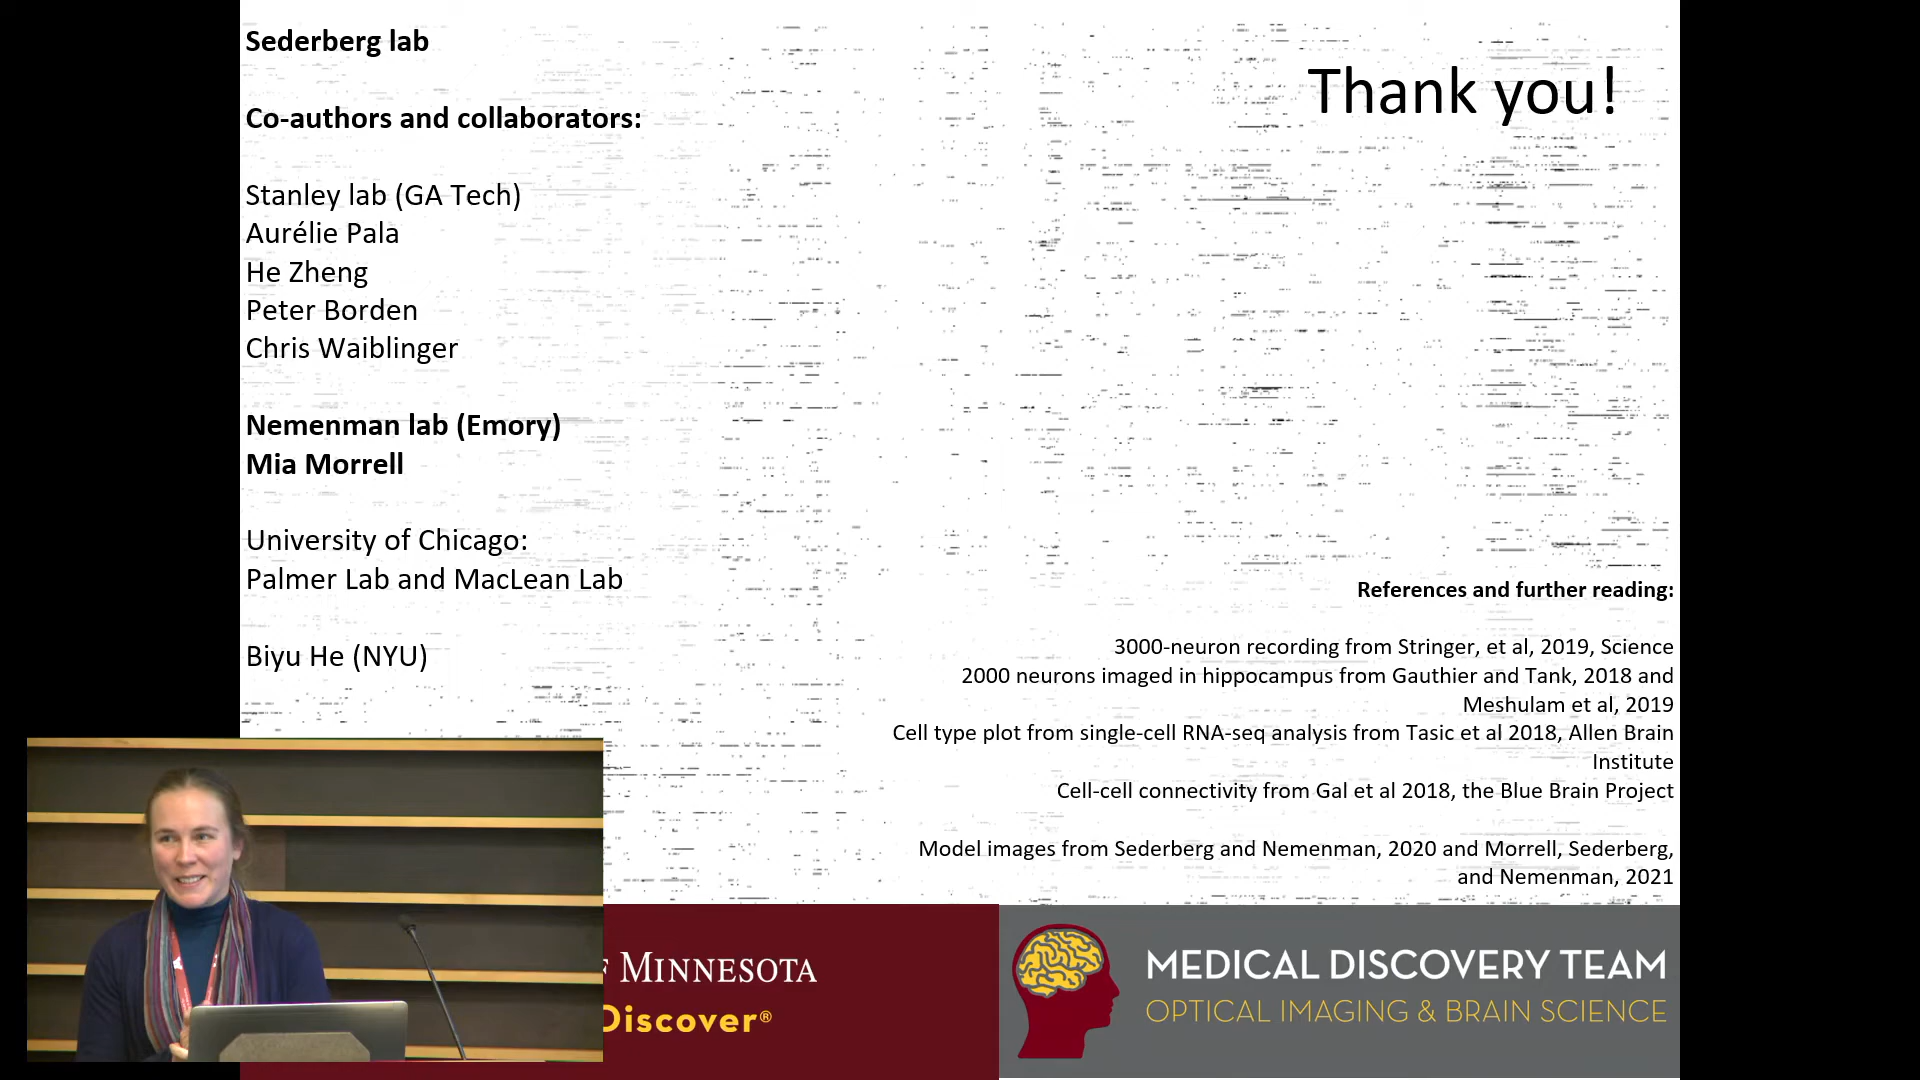 Sederberg lab
Co-authors and collaborators:
Stanley lab (GA Tech)
Aurélie Pala
He Zheng
Peter Borden
Chris Waiblinger
Nemenman lab (Emory)
Mia Morrell
University of Chicago:
Palmer Lab and MacLean Lab
Biyu He (NYU)
Thank you!
References and further reading:
3000-neuron recording from Stringer, et al, 2019, Science
2000 neurons imaged in hippocampus from Gauthier and Tank, 2018 and
Meshulam et al, 2019
Cell type plot from single-cell RNA-seq analysis from Tasic et al 2018, Allen Brain
Institute
Cell-cell connectivity from Gal et al 2018, the Blue Brain Project
Model images from Sederberg and Nemenman, 2020 and Morrell, Sederberg,
and Nemenman, 2021
MINNESOTA
Discover®
MEDICAL DISCOVERY TEAM
OPTICAL IMAGING & BRAIN SCIENCE